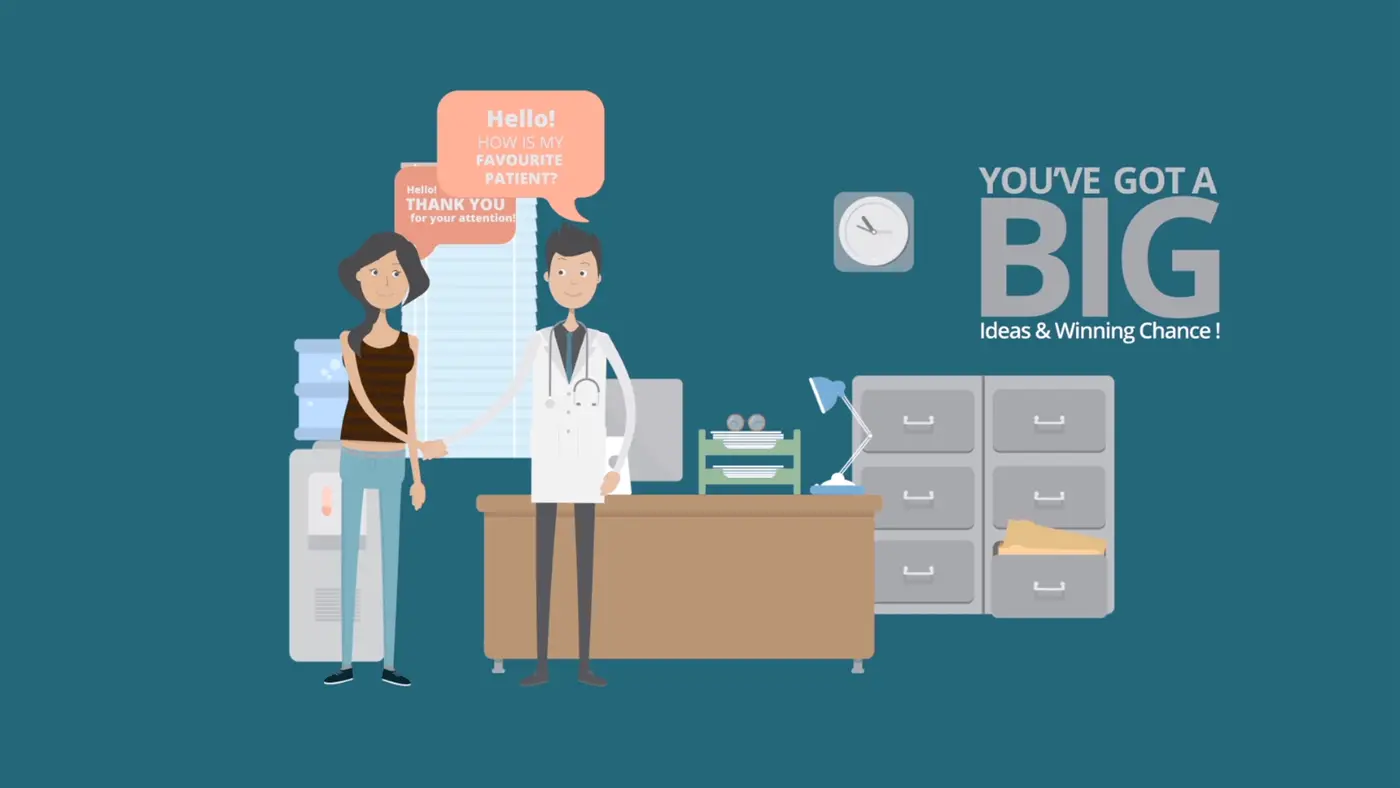 Hello!
HOW IS MY
FAVOURITE
PATIENT?
Hello!
THANK YOU
for your attention!
YOU'VE GOT A
BIG
Ideas & Winning Chance !